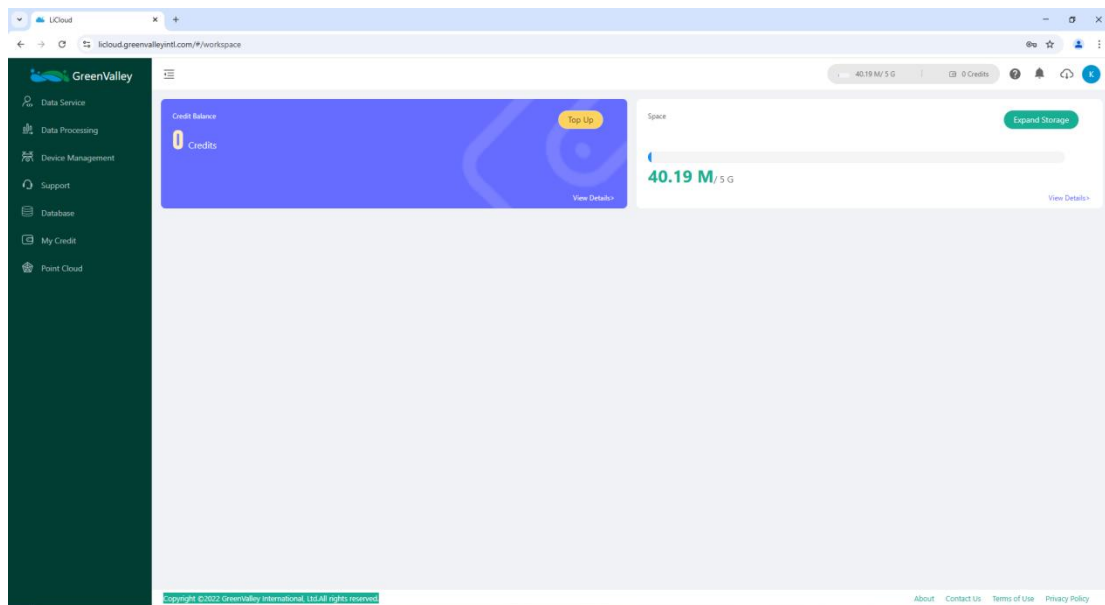 LiCloud
licloud.greenvalleyintl.com/#/workspace
GreenValley
40.19 M/ 5 G
0 Credits
K
Data Service
Data Processing
Device Management
Support
Database
My Credit
Point Cloud
Credit Balance
Top Up
0 Credits
View Details>
Space
Expand Storage
40.19 M/ 5 G
View Details>
Copyright ©2022 GreenValley International, Ltd.All rights reserved.
About Contact Us Terms of Use Privacy Policy